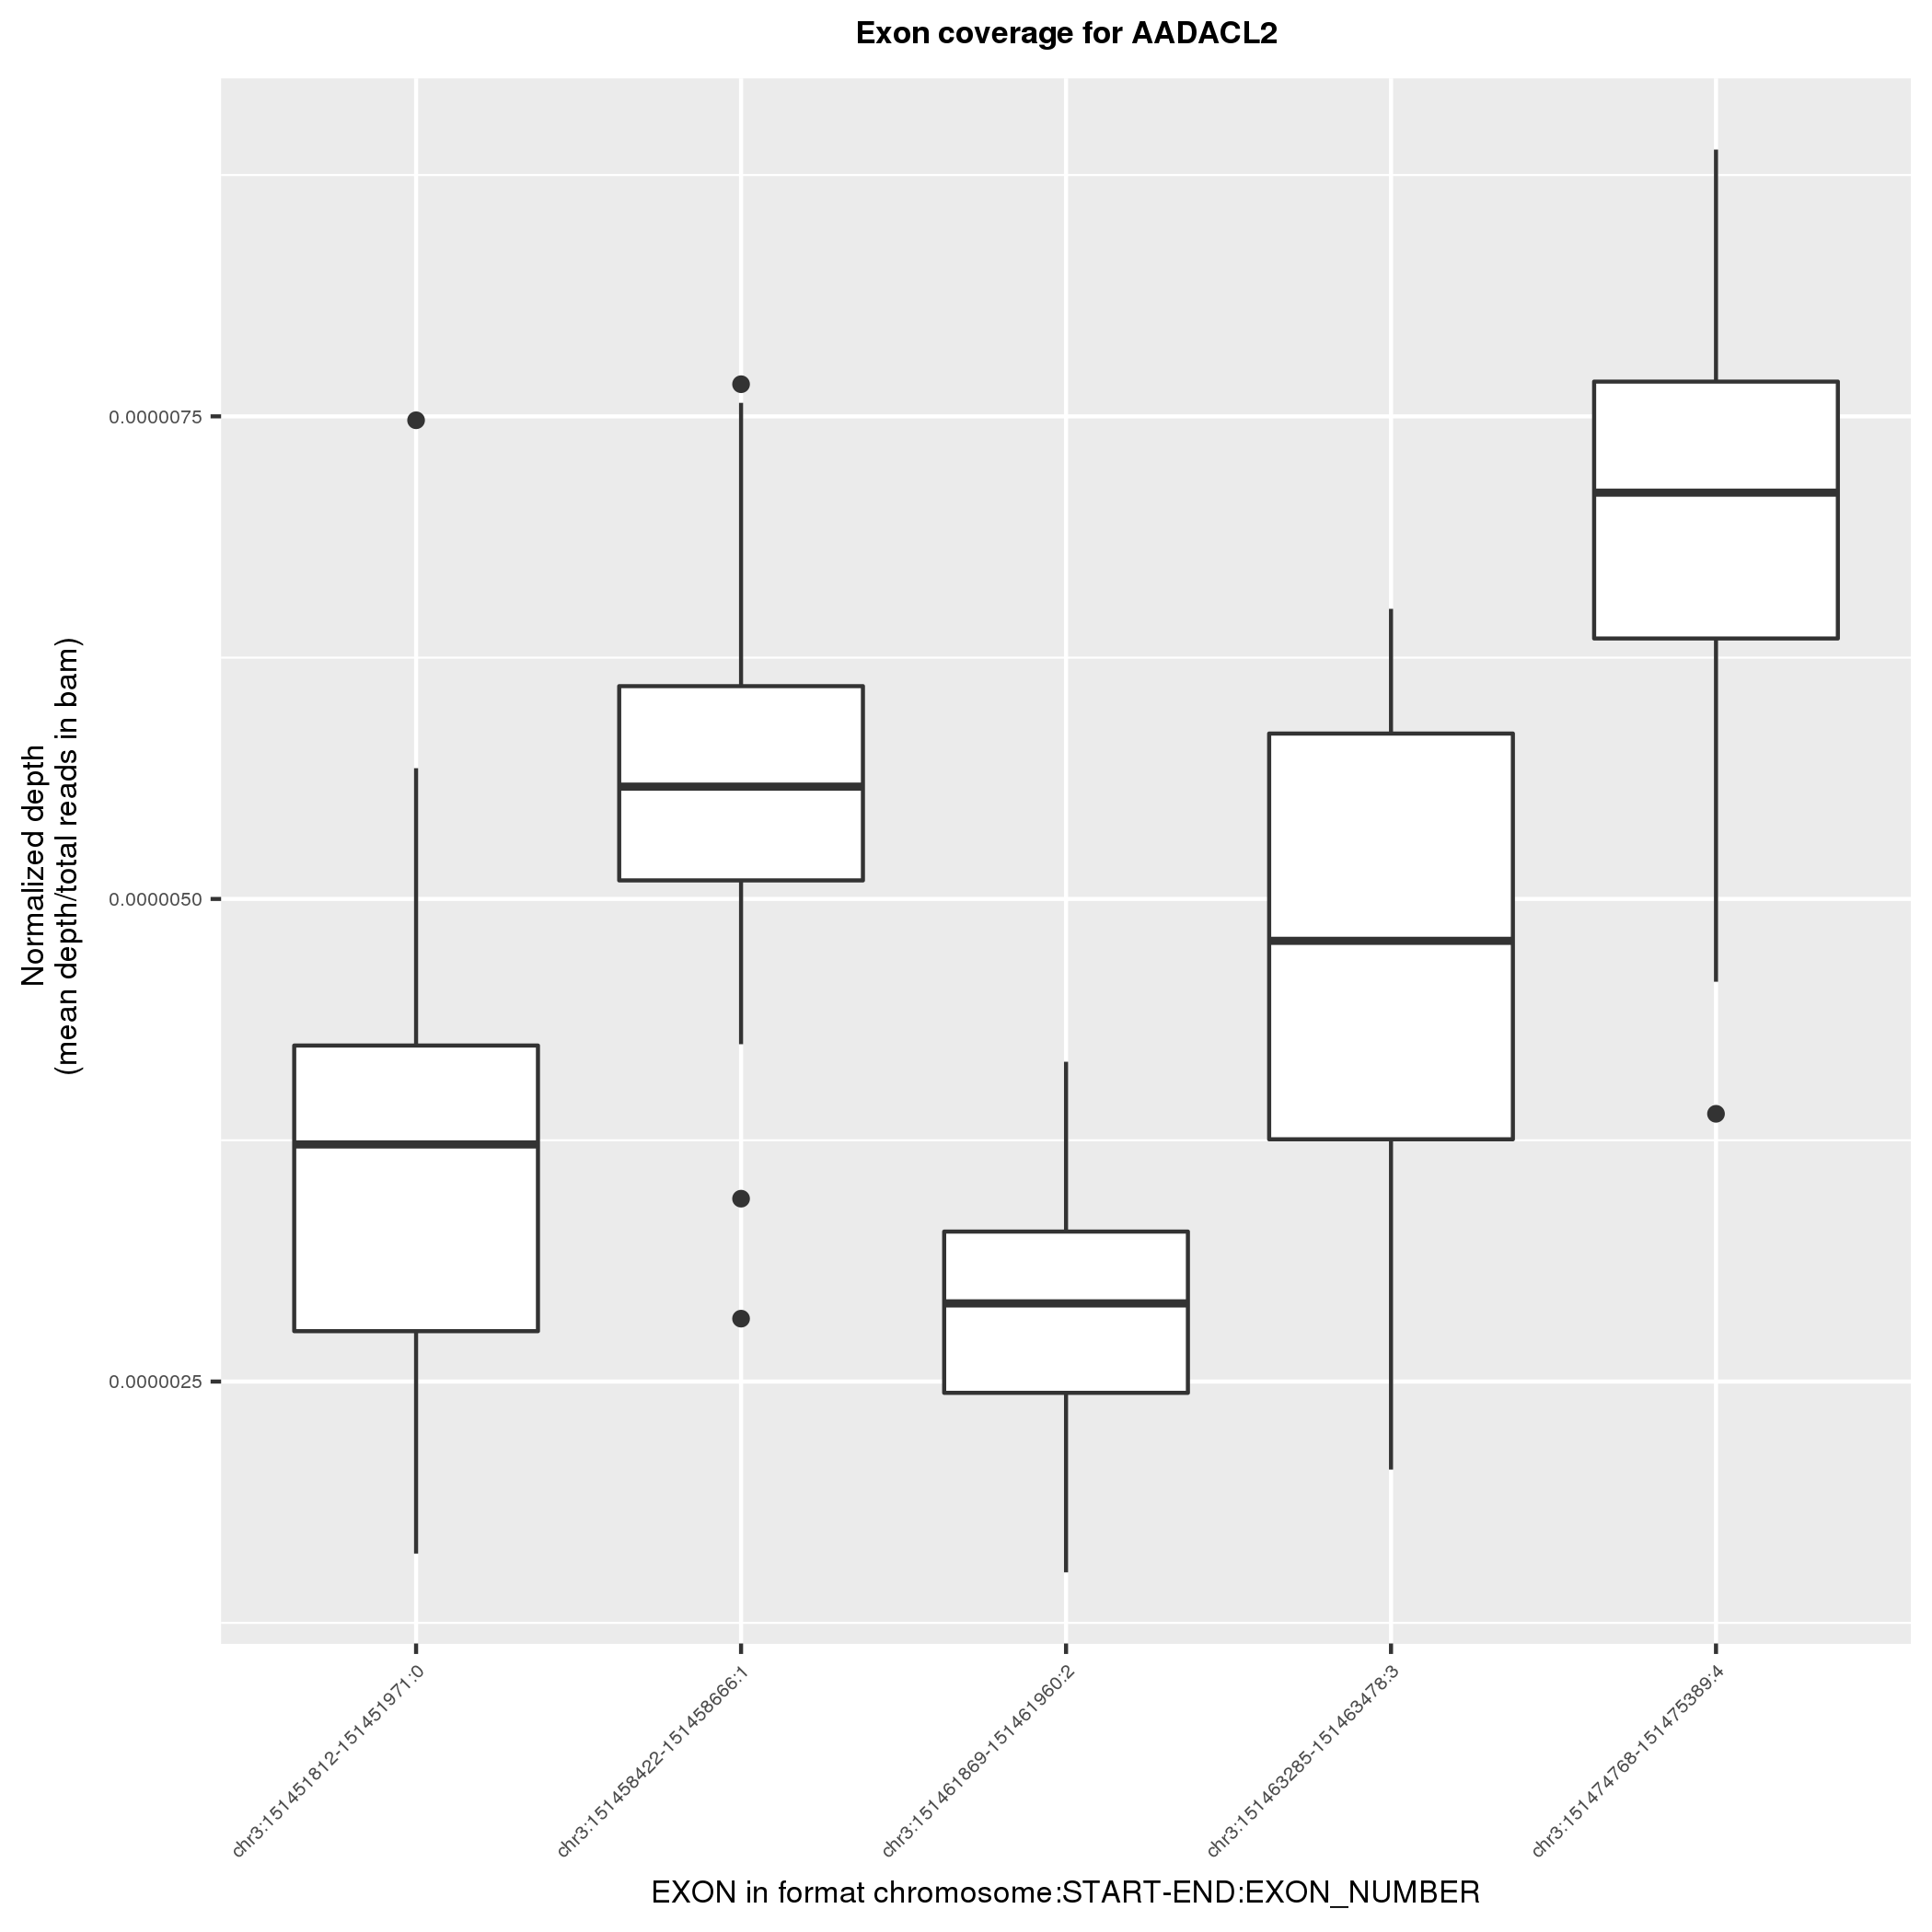 Exon coverage for AADACL2
Normalized depth
(mean depth/total reads in bam)
0.0000075
0.0000050
0.0000025
chr3:151451812-151451971:0
chr3:151458422-151458666:1
chr3:151461869-151461960:2
chr3:151463285-151463478:3
chr3:151474768-151475389:4
EXON in format chromosome:START-END:EXON_NUMBER